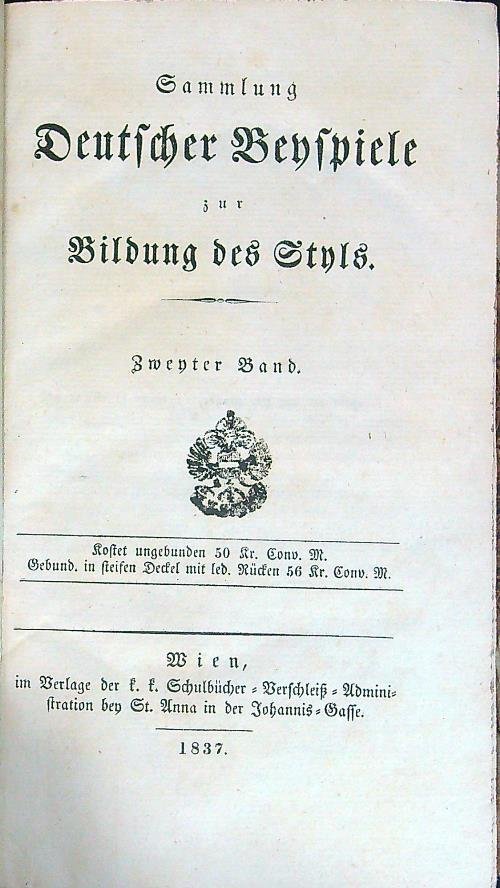 Sammlung
Deutscher Beyspiele
zur
Bildung des Styls.
Zweyter Band.
Kostet ungebunden 50 Kr. Conv. M.
Gebund. in steifen Deckel mit led. Rücken 56 Kr. Conv. M.
Wien,
im Verlage der k. k. Schulbücher-Verschleiß-Admini-
stration bey St. Anna in der Johannis-Gasse.
1837.